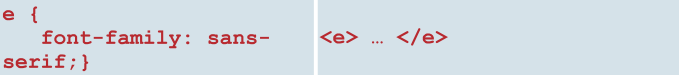 e {
font-family: sans-
serif;}
<e> … </e>